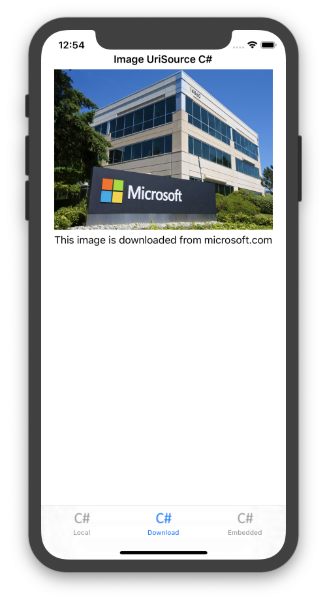 12:54
Image UriSource C#
Microsoft
This image is downloaded from microsoft.com
C# C# C#
Local Download Embedded